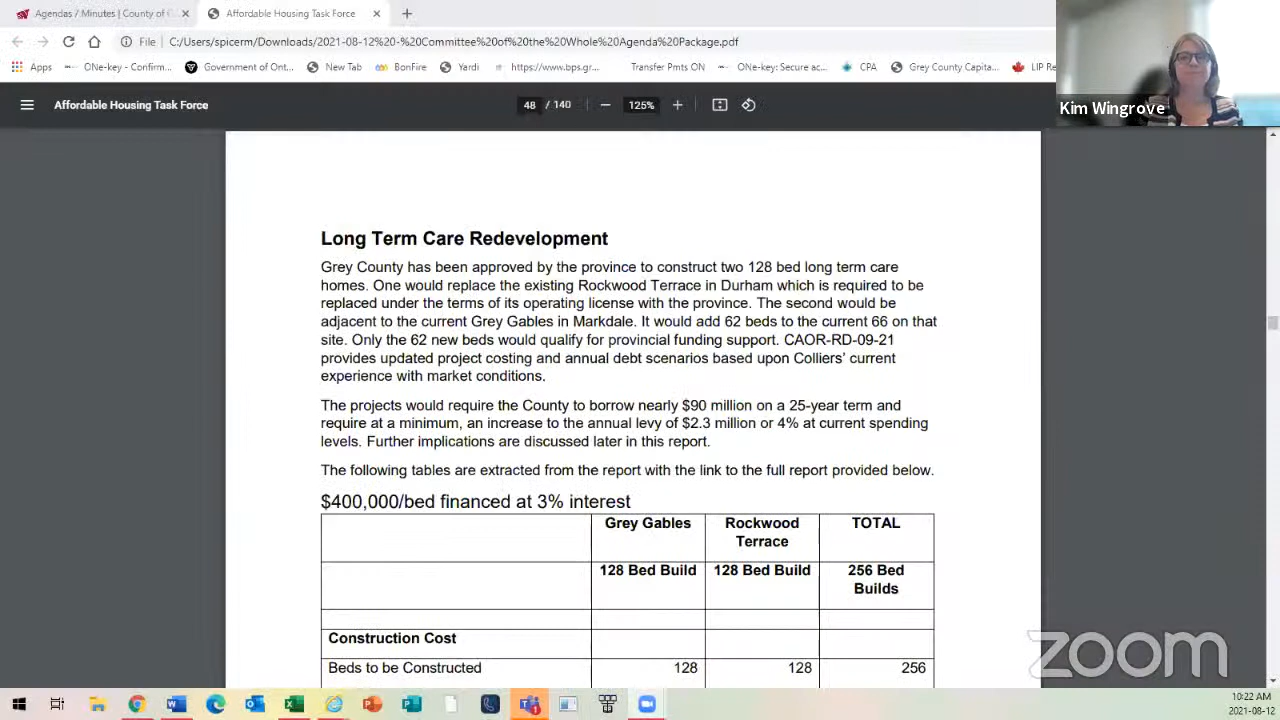 Agendas / Minutes | County of G
Affordable Housing Task Force
File
C:/Users/spicerm/Downloads/2021-08-12%20-%20Committee%20of%20the%20Whole%20Agenda%20Package.pdf
Apps
ONe-key - Confirm...
Government of Ont...
New Tab
BonFire
Yardi
https://www.bps.gr...
Transfer Pmts ON
ONe-key: Secure ac...
CPA
Grey County Capita...
LIP Re
Affordable Housing Task Force
48 / 140
125%
Kim Wingrove
Long Term Care Redevelopment
Grey County has been approved by the province to construct two 128 bed long term care
homes. One would replace the existing Rockwood Terrace in Durham which is required to be
replaced under the terms of its operating license with the province. The second would be
adjacent to the current Grey Gables in Markdale. It would add 62 beds to the current 66 on that
site. Only the 62 new beds would qualify for provincial funding support. CAOR-RD-09-21
provides updated project costing and annual debt scenarios based upon Colliers' current
experience with market conditions.
The projects would require the County to borrow nearly $90 million on a 25-year term and
require at a minimum, an increase to the annual levy of $2.3 million or 4% at current spending
levels. Further implications are discussed later in this report.
The following tables are extracted from the report with the link to the full report provided below.
$400,000/bed financed at 3% interest
Grey Gables
Rockwood
Terrace
TOTAL
128 Bed Build
128 Bed Build
256 Bed
Builds
Construction Cost
Beds to be Constructed
128
128
256
zoom
10:22 AM
2021-08-12